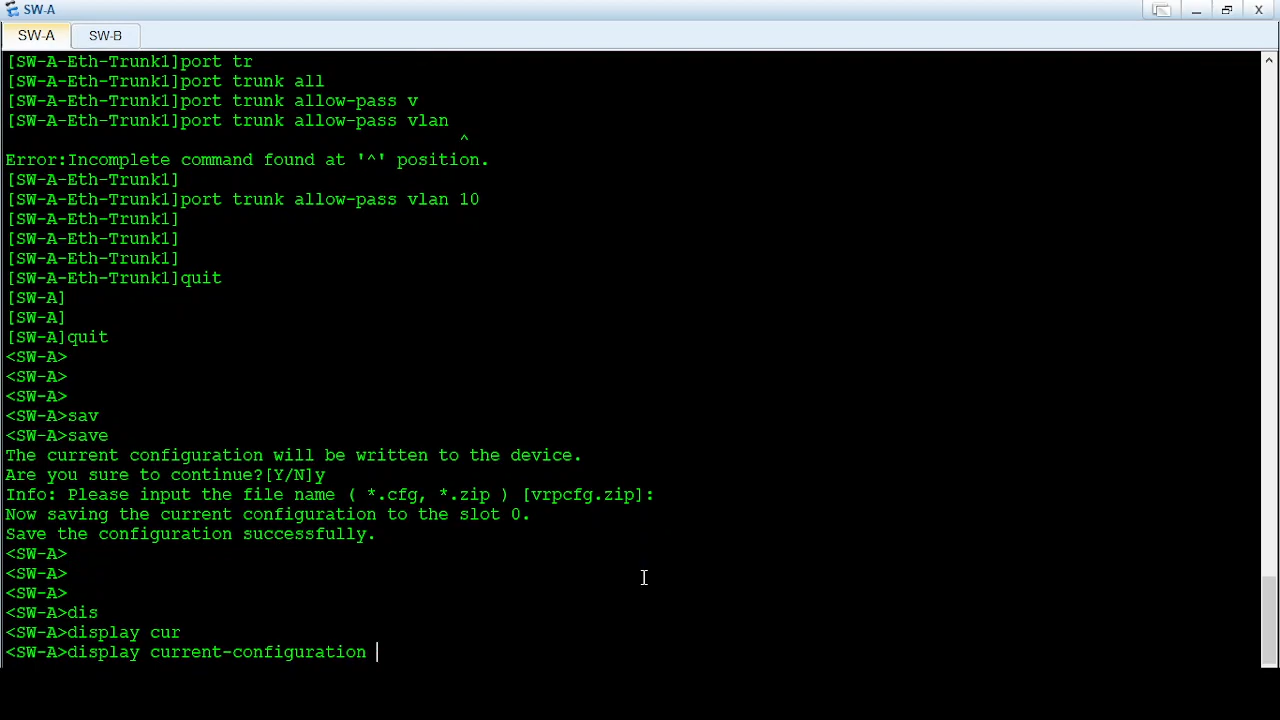 SW-A
SW-A SW-B
[SW-A-Eth-Trunk1]port tr
[SW-A-Eth-Trunk1]port trunk all
[SW-A-Eth-Trunk1]port trunk allow-pass v
[SW-A-Eth-Trunk1]port trunk allow-pass vlan
^
Error:Incomplete command found at '^' position.
[SW-A-Eth-Trunk1]
[SW-A-Eth-Trunk1]port trunk allow-pass vlan 10
[SW-A-Eth-Trunk1]
[SW-A-Eth-Trunk1]
[SW-A-Eth-Trunk1]
[SW-A-Eth-Trunk1]quit
[SW-A]
[SW-A]
[SW-A]quit
<SW-A>
<SW-A>
<SW-A>
<SW-A>sav
<SW-A>save
The current configuration will be written to the device.
Are you sure to continue?[Y/N]y
Info: Please input the file name ( *.cfg, *.zip ) [vrpcfg.zip]:
Now saving the current configuration to the slot 0.
Save the configuration successfully.
<SW-A>
<SW-A>
<SW-A>
<SW-A>dis
<SW-A>display cur
<SW-A>display current-configuration